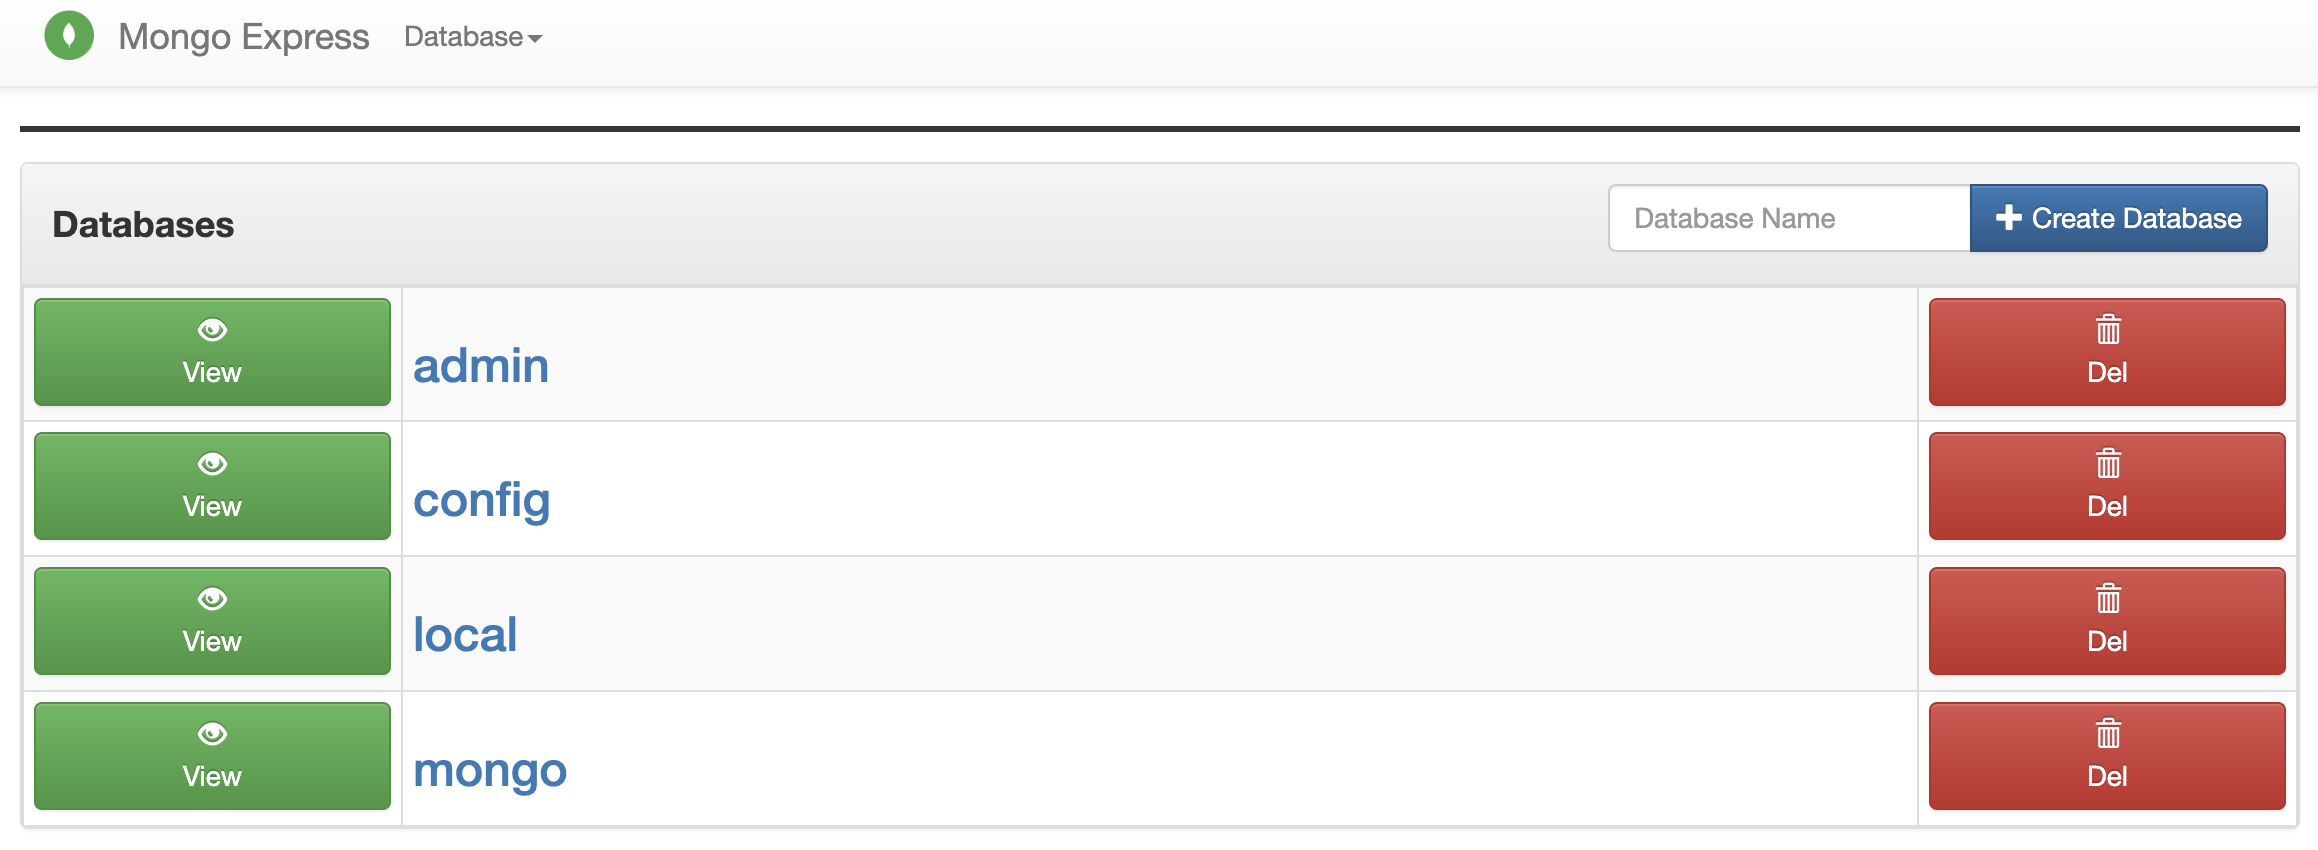 Mongo Express Database
Databases
Database Name
Create Database
View
admin
Del
View
config
Del
View
local
Del
View
mongo
Del